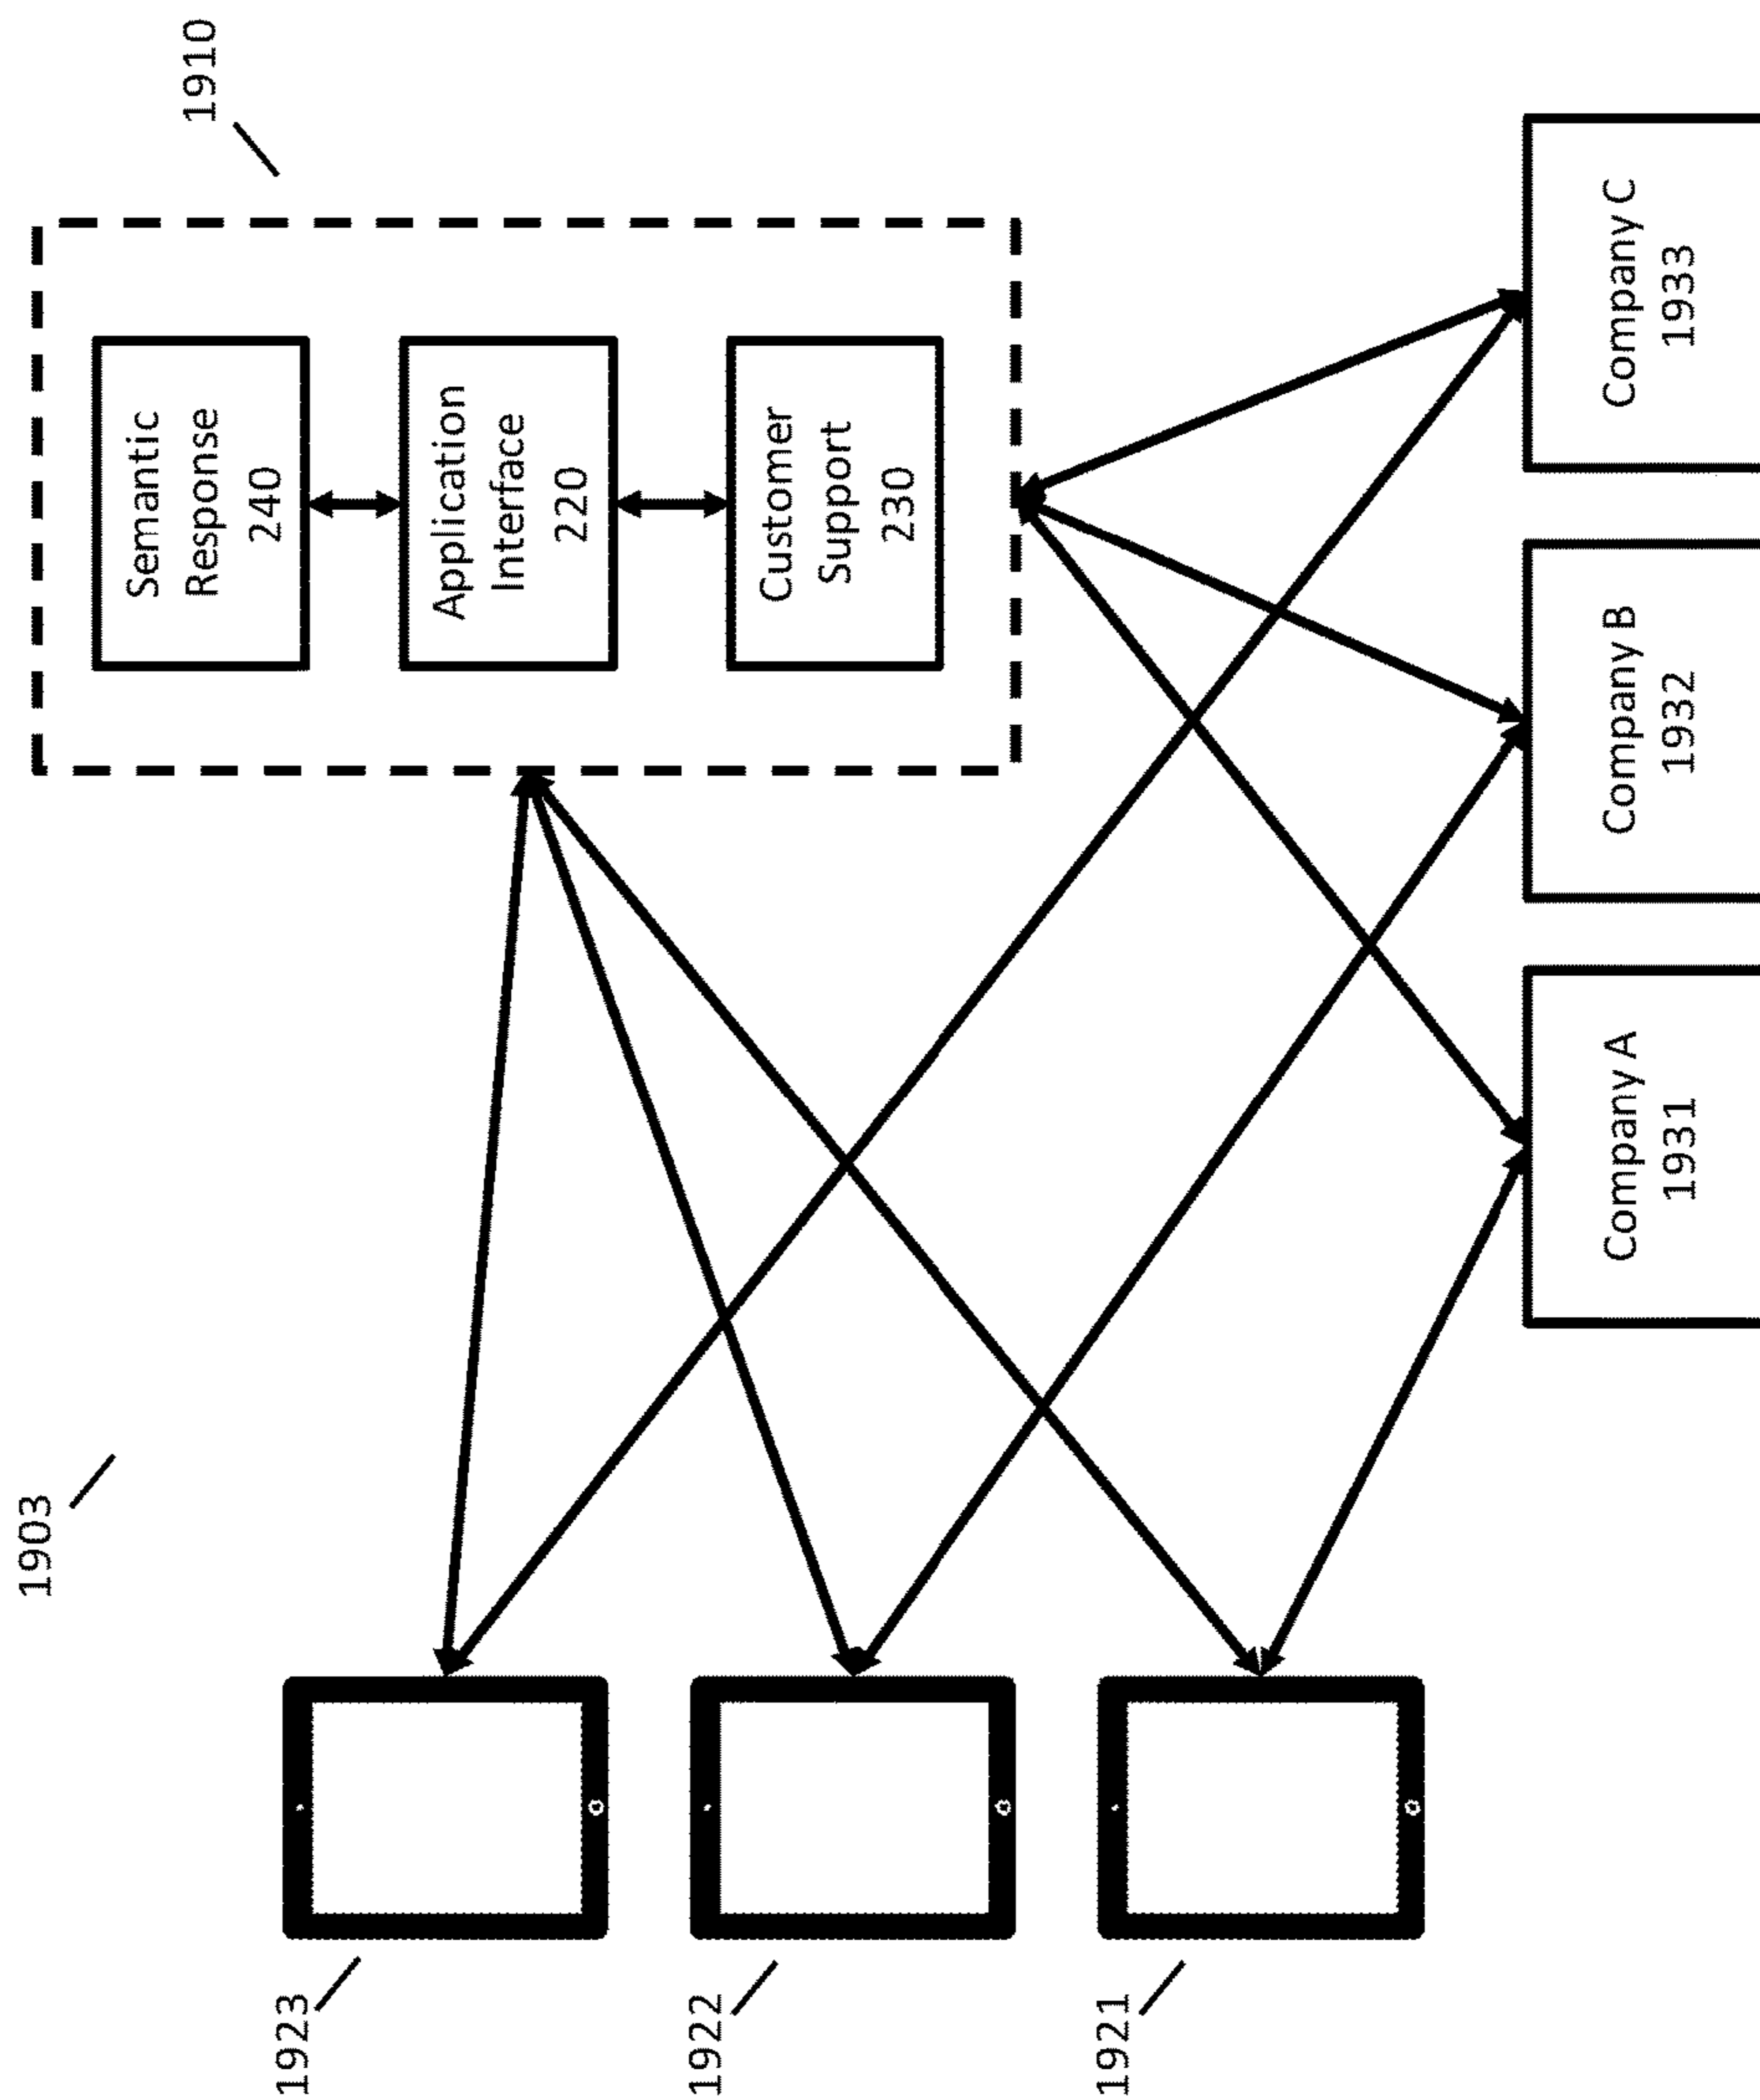 1903
1910
Semantic
Response
240
Application
Interface
220
Customer
Support
230
1923
1922
1921
Company A
1931
Company B
1932
Company C
1933